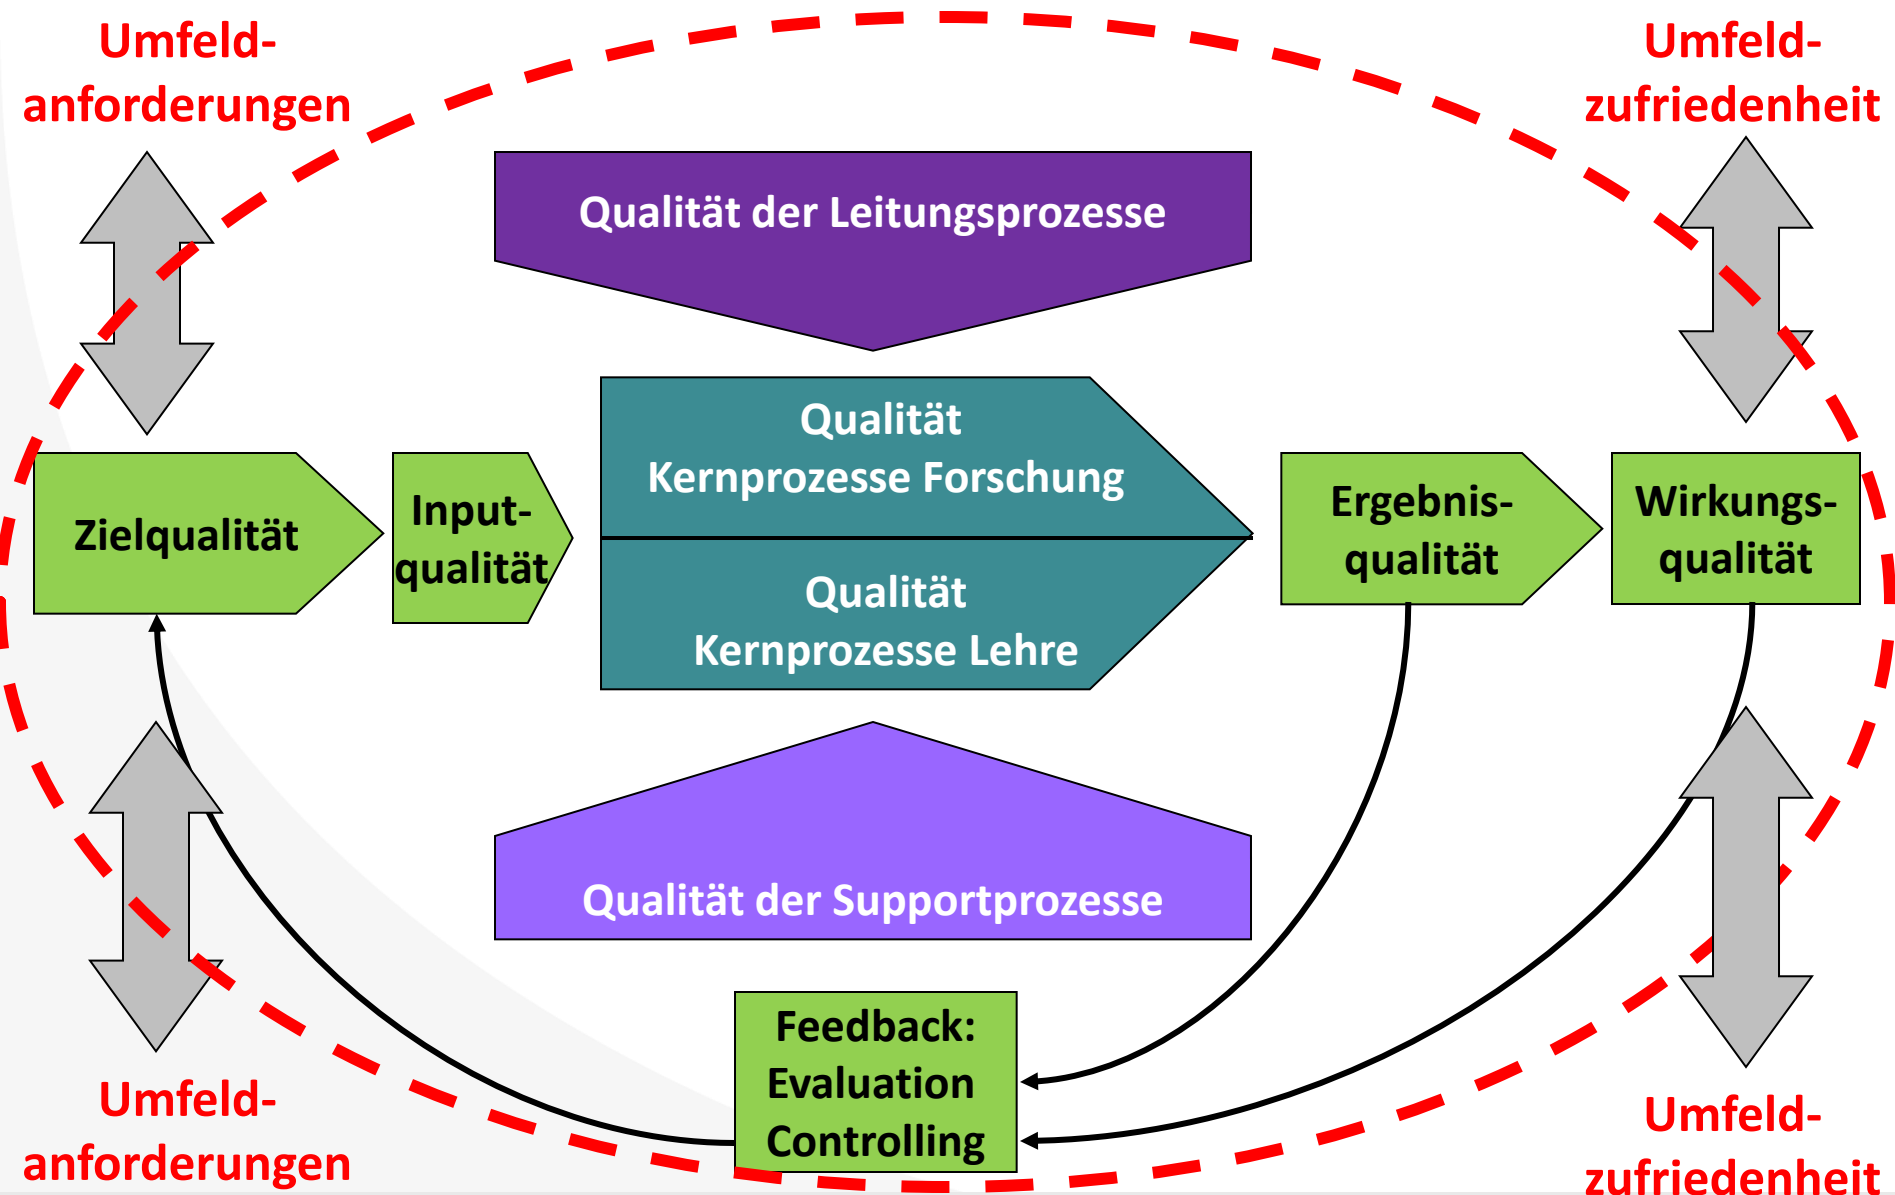 Umfeld-
anforderungen
Umfeld-
zufriedenheit
Qualität der Leitungsprozesse
Zielqualität
Input-
qualität
Qualität
Kernprozesse Forschung
Qualität
Kernprozesse Lehre
Ergebnis-
qualität
Wirkungs-
qualität
Qualität der Supportprozesse
Feedback:
Evaluation
Controlling
Umfeld-
anforderungen
Umfeld-
zufriedenheit